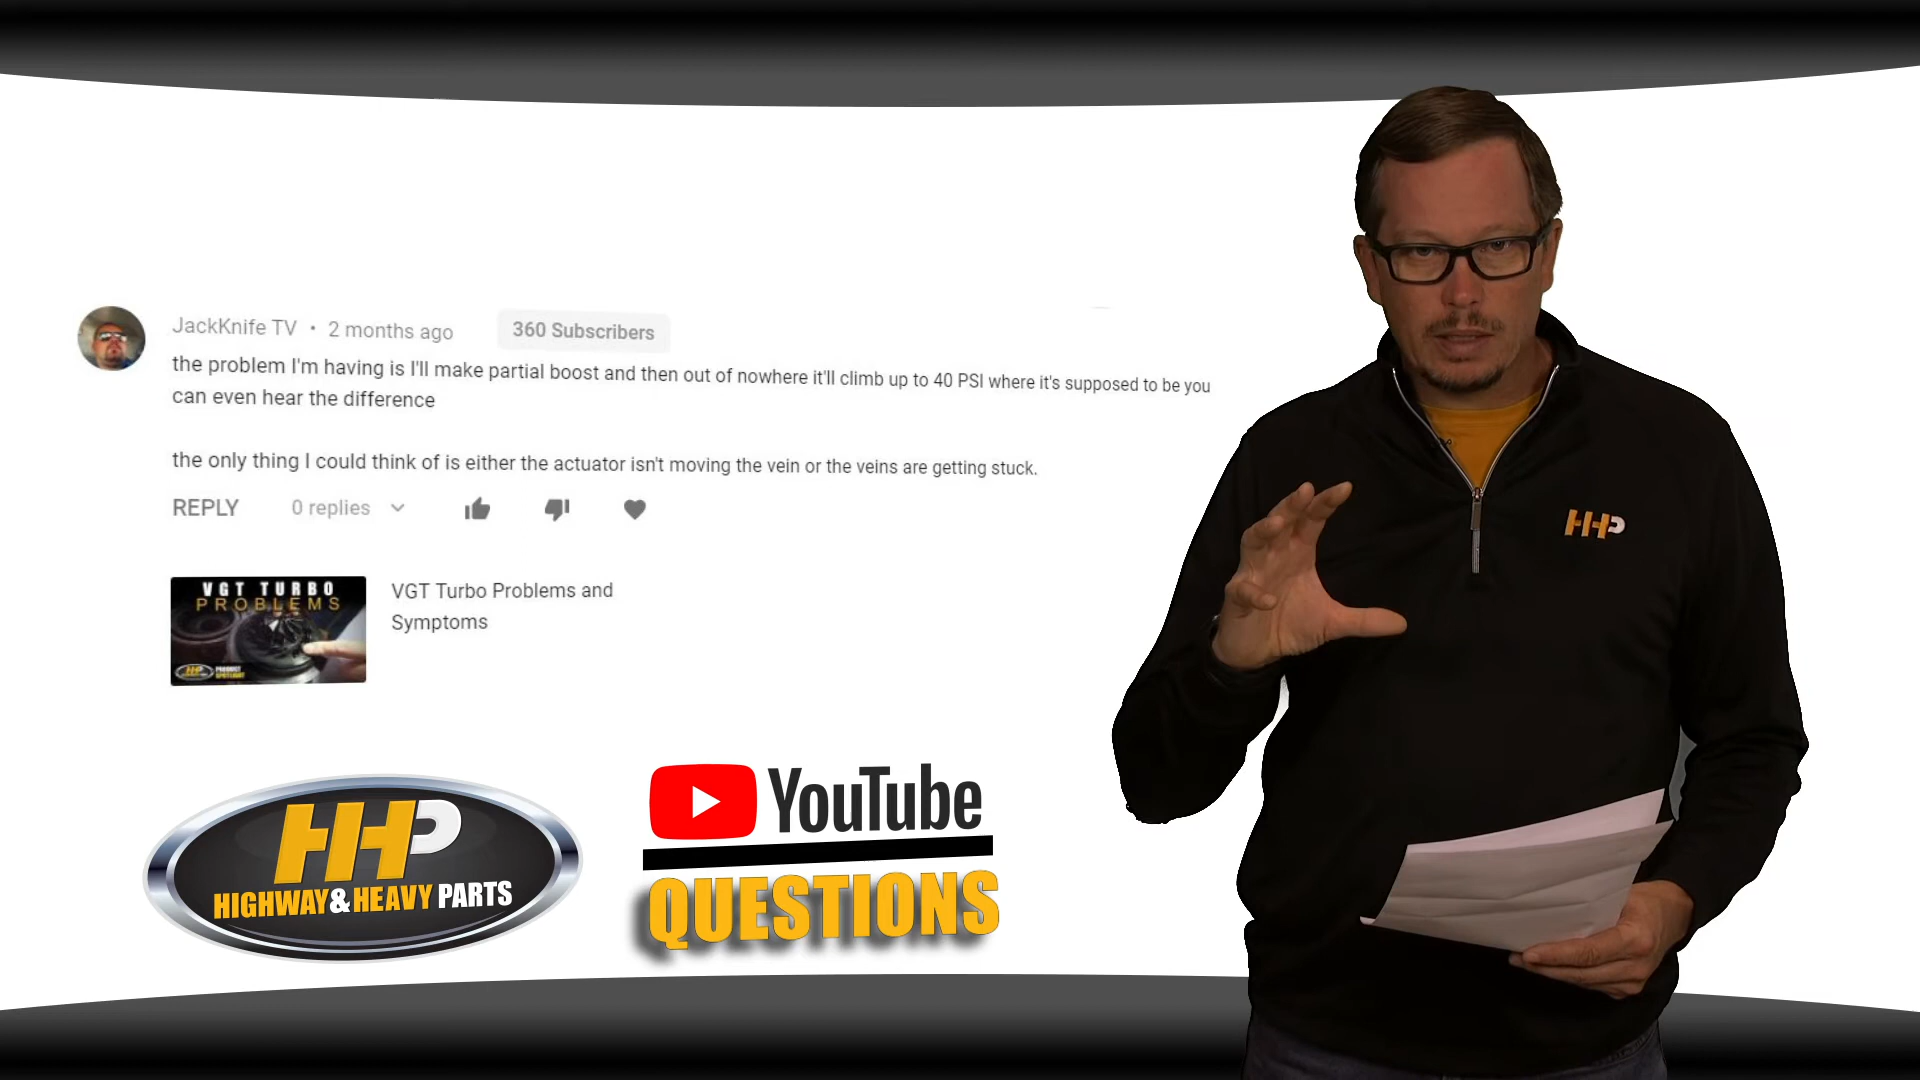 JackKnife TV • 2 months ago 360 Subscribers
the problem I'm having is I'll make partial boost and then out of nowhere it'll climb up to 40 PSI where it's supposed to be you
can even hear the difference
the only thing I could think of is either the actuator isn't moving the vein or the veins are getting stuck.
REPLY 0 replies
VGT TURBO
PROBLEMS
HHP
PRODUCT
SPOTLIGHT
VGT Turbo Problems and
Symptoms
HHP
HIGHWAY&HEAVY PARTS
YouTube
QUESTIONS
HHP